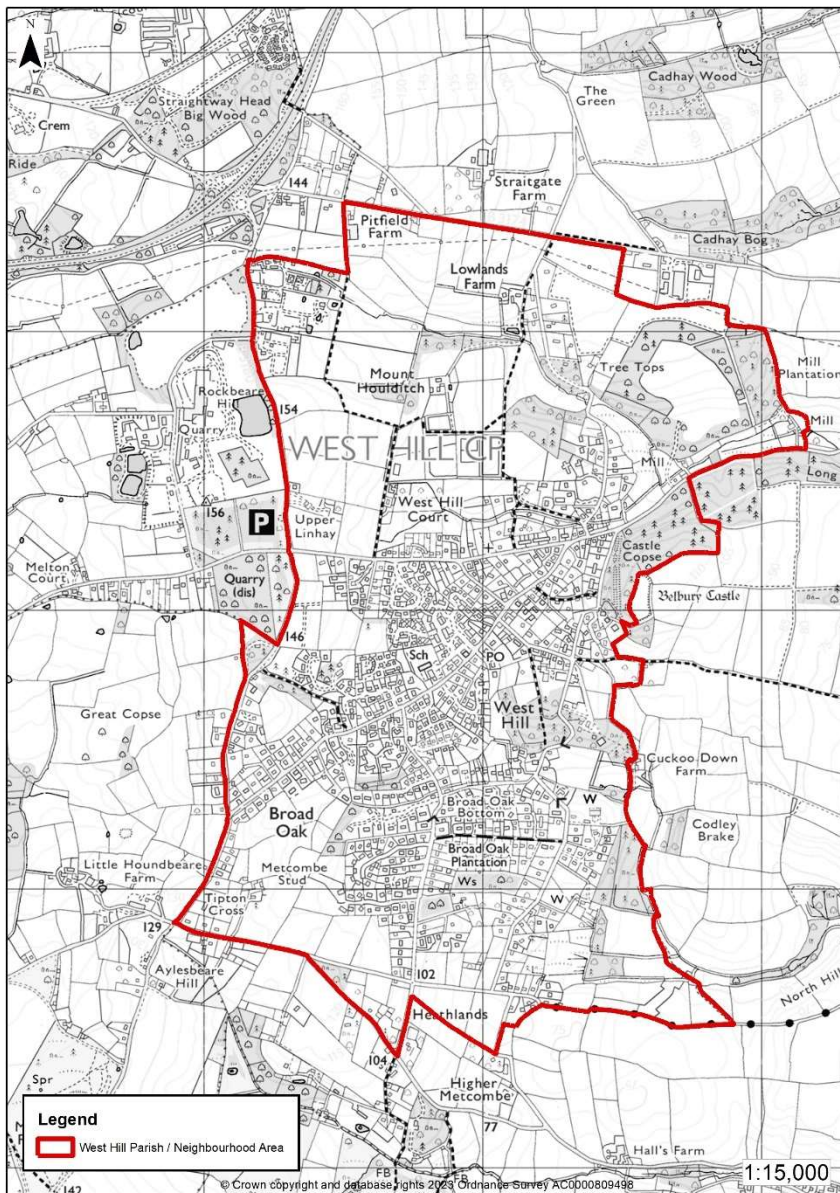 N
Straightway Head
Big Wood
Crem
Ride
144
Cadhay Wood
The
Green
Straitgate
Farm
Pitfield
Farm
Cadhay Bog
Lowlands
Farm
Mount
Houlditch
Tree Tops
Mill
Plantation
Rockbeare
Hill
154
Quarry
Mill
WEST HILL CP
Mill
Long
156
P
Upper
Linhay
West Hill
Court
Castle
Copse
Melton
Court
Quarry
(dis)
Belbury Castle
146
Sch
PO
Great Copse
West
Hill
Cuckoo Down
Farm
Broad
Oak
Broad Oak
Bottom
W
Codley
Brake
Broad Oak
Plantation
Little Houndbeare
Farm
Metcombe
Stud
Ws
Tipton
Cross
W
129
Aylesbeare
Hill
102
North Hill
Heathlands
104
Spr
Higher
Metcombe
77
Hall's Farm
FB
FB
142
Legend
West Hill Parish / Neighbourhood Area
1:15,000
© Crown copyright and database rights 2023 Ordnance Survey AC0000809498